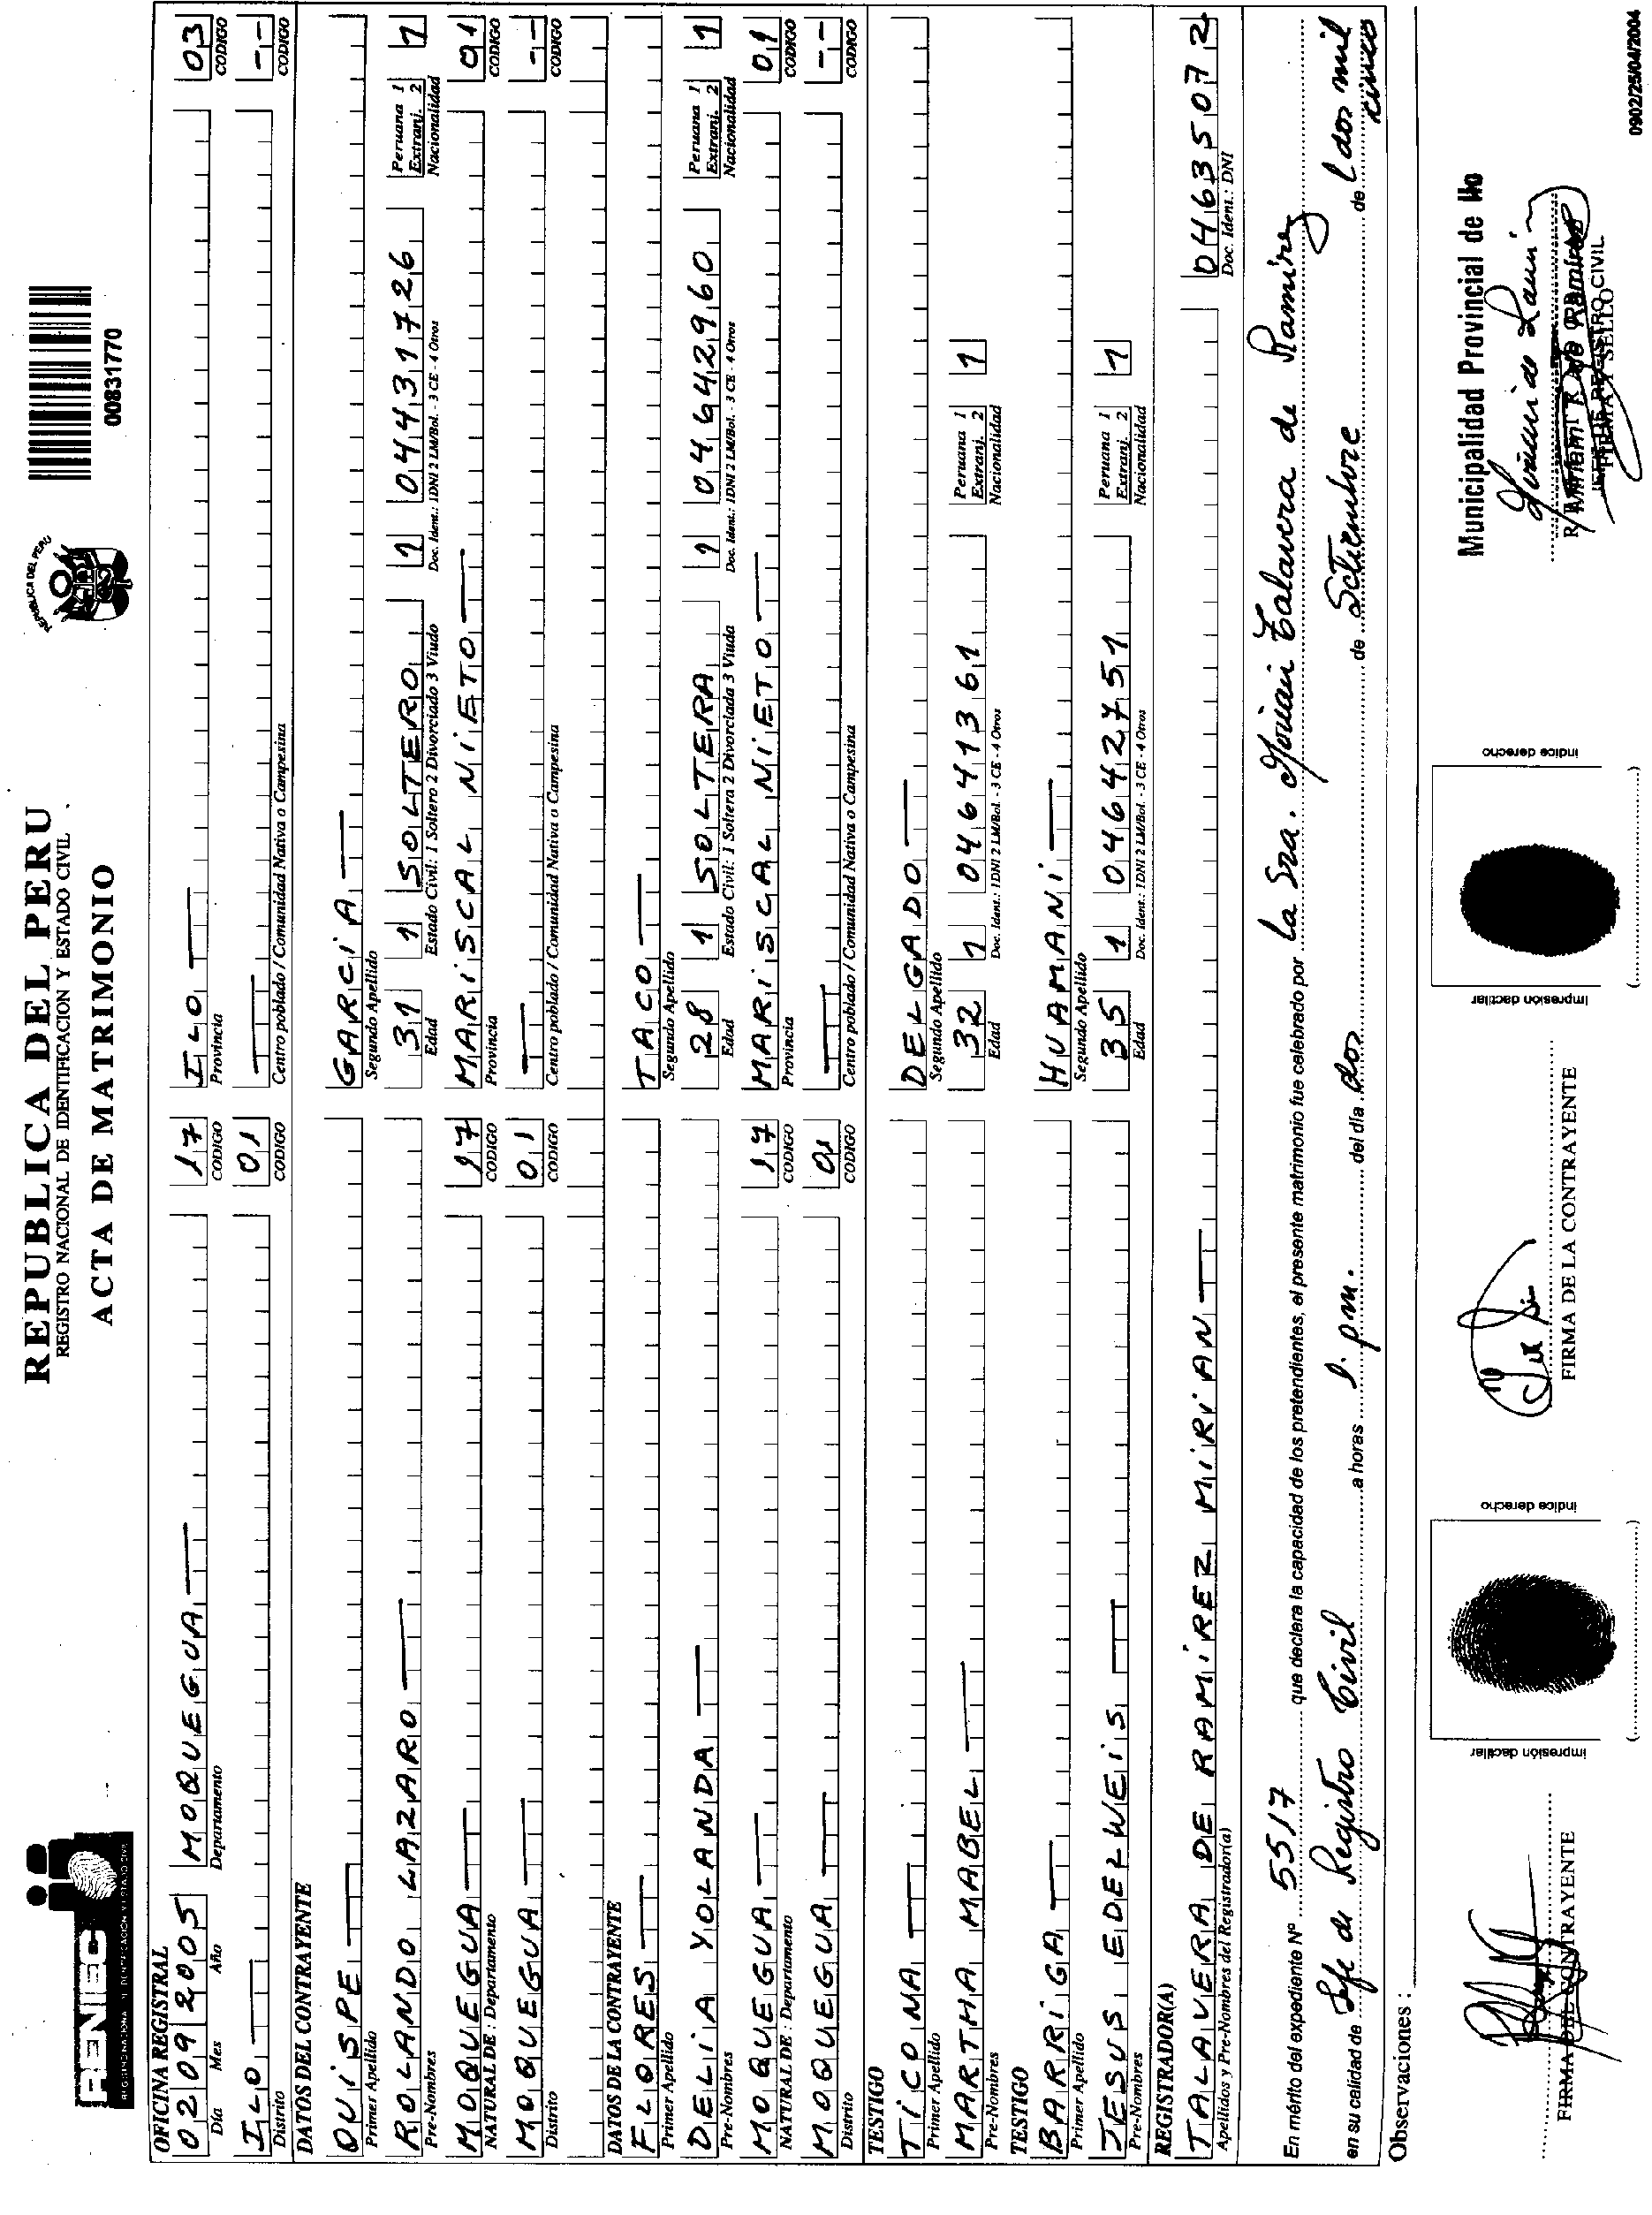 RENIEC
REGISTRO NACIONAL DE IDENTIFICACIÓN Y ESTADO CIVIL
REPUBLICA DEL PERU
REGISTRO NACIONAL DE IDENTIFICACION Y ESTADO CIVIL
ACTA DE MATRIMONIO
REPUBLICA DEL PERU
00831770
OFICINA REGISTRAL
02 09 2005 MOQUEGUA 17 ILO 03
Día Mes Año Departamento CODIGO Provincia CODIGO
ILO 01 --
Distrito CODIGO Centro poblado / Comunidad Nativa o Campesina CODIGO
DATOS DEL CONTRAYENTE
QUISPE GARCIA
Primer Apellido Segundo Apellido
ROLANDO LAZARO 31 1 SOLTERO 1 04431726 Peruana 1 Extranj. 2 1
Pre-Nombres Edad Estado Civil: 1 Soltero 2 Divorciado 3 Viudo Doc. Ident.: 1DNI 2 LM/Bol. - 3 CE - 4 Otros Nacionalidad
MOQUEGUA 17 MARISCAL NIETO 01
NATURAL DE : Departamento CODIGO Provincia CODIGO
MOQUEGUA 01 --
Distrito CODIGO Centro poblado / Comunidad Nativa o Campesina CODIGO
DATOS DE LA CONTRAYENTE
FLORES TACO
Primer Apellido Segundo Apellido
DELIA YOLANDA 28 1 SOLTERA 1 04642960 Peruana 1 Extranj. 2 1
Pre-Nombres Edad Estado Civil: 1 Soltera 2 Divorciada 3 Viuda Doc. Ident.: 1DNI 2 LM/Bol. - 3 CE - 4 Otros Nacionalidad
MOQUEGUA 17 MARISCAL NIETO 01
NATURAL DE : Departamento CODIGO Provincia CODIGO
MOQUEGUA 01 --
Distrito CODIGO Centro poblado / Comunidad Nativa o Campesina CODIGO
TESTIGO
TICONA DELGADO
Primer Apellido Segundo Apellido
MARTHA MABEL 32 1 04641361 Peruana 1 Extranj. 2 1
Pre-Nombres Edad Doc. Ident.: 1DNI 2 LM/Bol. - 3 CE - 4 Otros Nacionalidad
TESTIGO
BARRIGA HUAMANI
Primer Apellido Segundo Apellido
JESUS EDELWEIS 35 1 04642751 Peruana 1 Extranj. 2 1
Pre-Nombres Edad Doc. Ident.: 1DNI 2 LM/Bol. - 3 CE - 4 Otros Nacionalidad
REGISTRADOR(A)
TALAVERA DE RAMIREZ MIRIAN 04635072
Apellidos y Pre-Nombres del Registrador(a) Doc. Ident.: DNI
En mérito del expediente Nº 5517 que declara la capacidad de los pretendientes, el presente matrimonio fue celebrado por la Sra. Mirian Talavera de Ramirez
en su calidad de Jefe de Registro Civil a horas 1 pm. del día dos de Setiembre de dos mil cinco
Observaciones :
Municipalidad Provincial de Ilo
impresión dactilar índice derecho impresión dactilar índice derecho
FIRMA DEL CONTRAYENTE FIRMA DE LA CONTRAYENTE
FIRMA Y SELLO
0902/25/04/2004